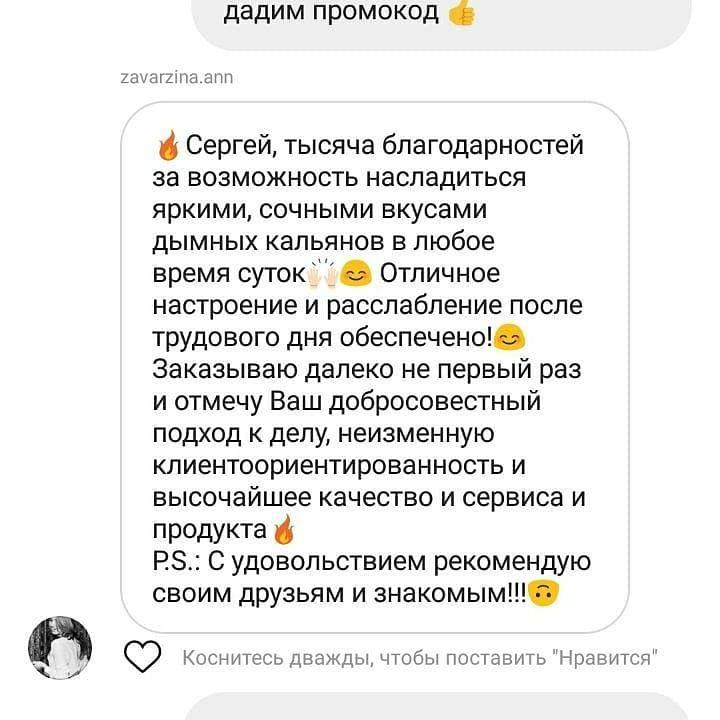 дадим промокод 👍
zavarzina.ann
🔥Сергей, тысяча благодарностей
за возможность насладиться
яркими, сочными вкусами
дымных кальянов в любое
время суток🙌🏻😊 Отличное
настроение и расслабление после
трудового дня обеспечено!😊
Заказываю далеко не первый раз
и отмечу Ваш добросовестный
подход к делу, неизменную
клиентоориентированность и
высочайшее качество и сервиса и
продукта🔥
P.S.: С удовольствием рекомендую
своим друзьям и знакомым!!!🙃
Коснитесь дважды, чтобы поставить "Нравится"